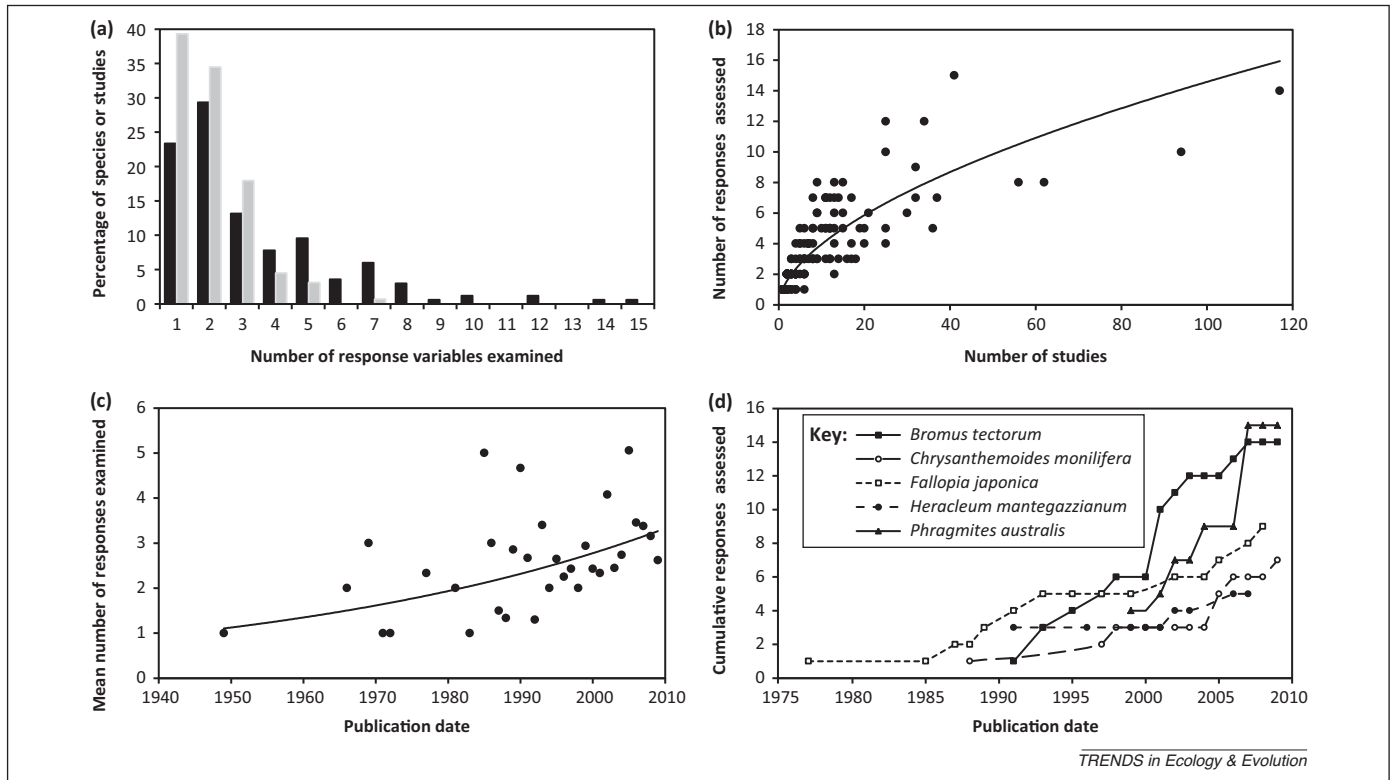 (a)
40
35
30
25
20
15
10
5
0
Percentage of species or studies
1 2 3 4 5 6 7 8 9 10 11 12 13 14 15
Number of response variables examined
(b)
18
16
14
12
10
8
6
4
2
0
Number of responses assessed
0 20 40 60 80 100 120
Number of studies
(c)
6
5
4
3
2
1
0
Mean number of responses examined
1940 1950 1960 1970 1980 1990 2000 2010
Publication date
(d)
16
14
12
10
8
6
4
2
0
Cumulative responses assessed
Key:
Bromus tectorum
Chrysanthemoides monilifera
Fallopia japonica
Heracleum mantegazzianum
Phragmites australis
1975 1980 1985 1990 1995 2000 2005 2010
Publication date
TRENDS in Ecology & Evolution